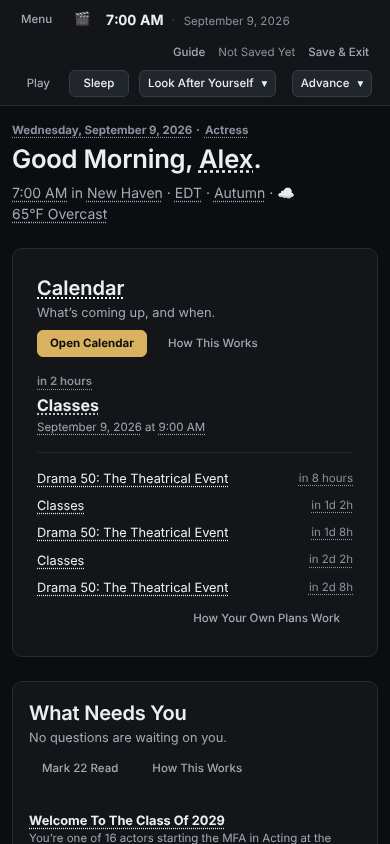 Menu 🎬 7:00 AM · September 9, 2026
Guide Not Saved Yet Save & Exit
Play Sleep Look After Yourself ▾ Advance ▾
Wednesday, September 9, 2026 · Actress
Good Morning, Alex.
7:00 AM in New Haven · EDT · Autumn · ☁️
65°F Overcast
Calendar
What's coming up, and when.
Open Calendar How This Works
in 2 hours
Classes
September 9, 2026 at 9:00 AM
Drama 50: The Theatrical Event in 8 hours
Classes in 1d 2h
Drama 50: The Theatrical Event in 1d 8h
Classes in 2d 2h
Drama 50: The Theatrical Event in 2d 8h
How Your Own Plans Work
What Needs You
No questions are waiting on you.
Mark 22 Read How This Works
Welcome To The Class Of 2029
You're one of 16 actors starting the MFA in Acting at the